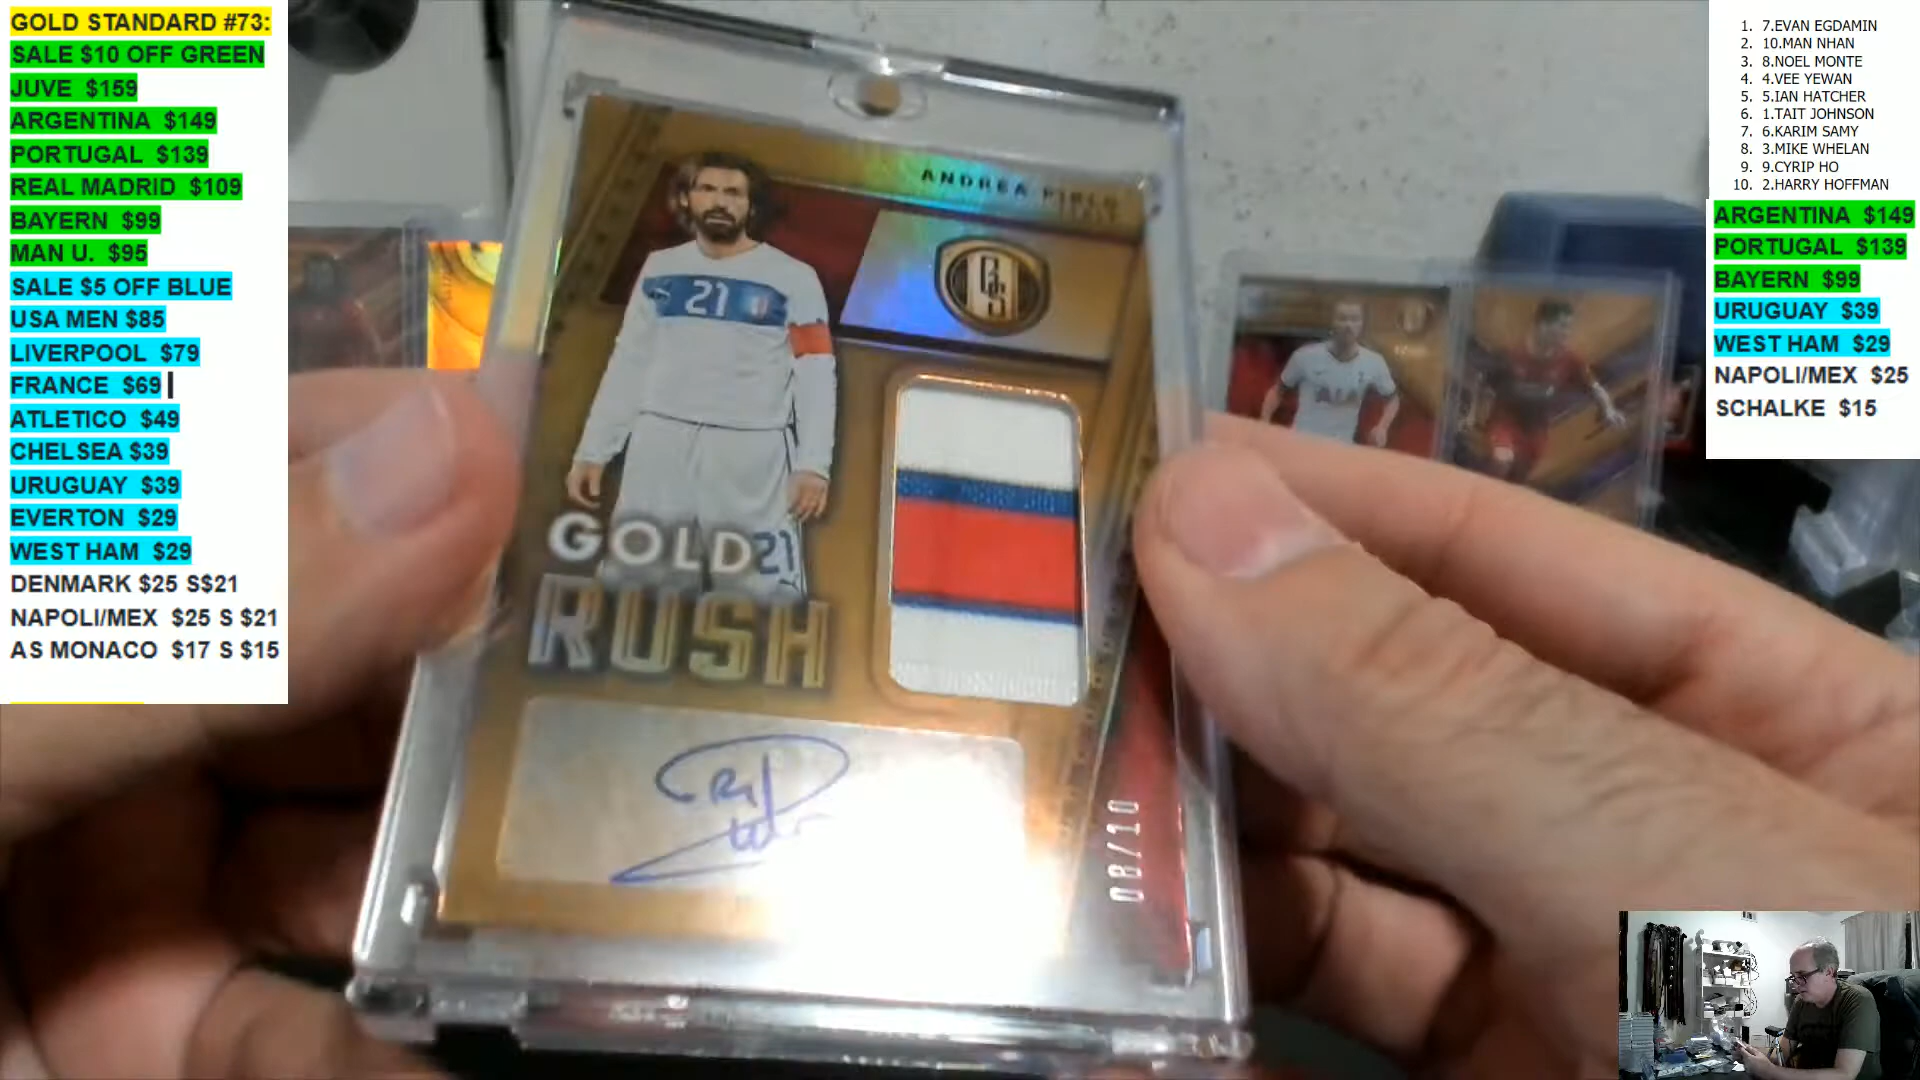 GOLD STANDARD #73:
SALE $10 OFF GREEN
JUVE $159
ARGENTINA $149
PORTUGAL $139
REAL MADRID $109
BAYERN $99
MAN U. $95
SALE $5 OFF BLUE
USA MEN $85
LIVERPOOL $79
FRANCE $69
ATLETICO $49
CHELSEA $39
URUGUAY $39
EVERTON $29
WEST HAM $29
DENMARK $25 S$21
NAPOLI/MEX $25 S $21
AS MONACO $17 S $15
ANDREA PIRLO
ITALY
GS
21
GOLD
21
RUSH
08/10
AIA
1. 7.EVAN EGDAMIN
2. 10.MAN NHAN
3. 8.NOEL MONTE
4. 4.VEE YEWAN
5. 5.IAN HATCHER
6. 1.TAIT JOHNSON
7. 6.KARIM SAMY
8. 3.MIKE WHELAN
9. 9.CYRIP HO
10. 2.HARRY HOFFMAN
ARGENTINA $149
PORTUGAL $139
BAYERN $99
URUGUAY $39
WEST HAM $29
NAPOLI/MEX $25
SCHALKE $15